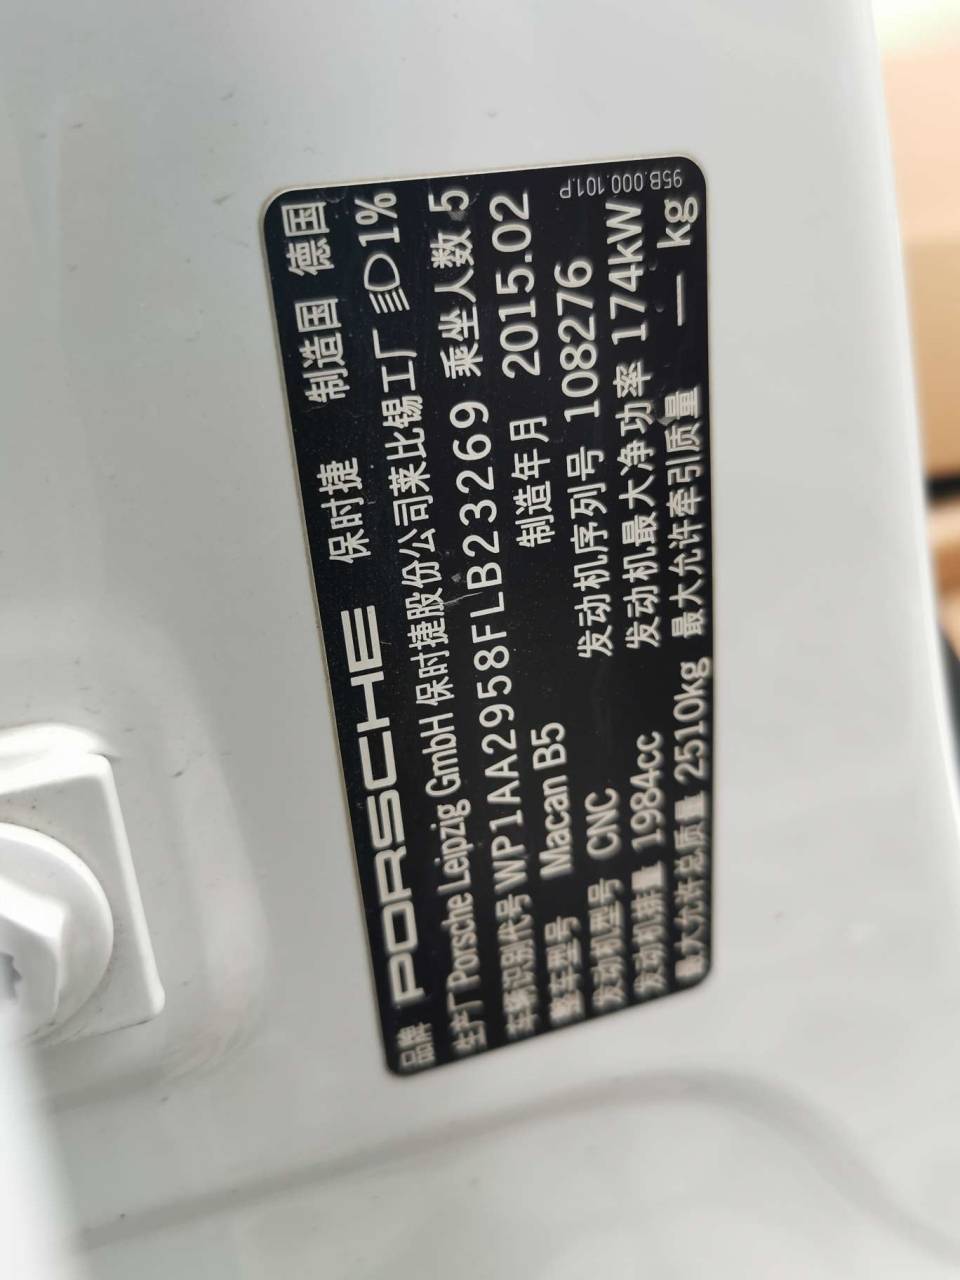 品牌 PORSCHE 保时捷 制造国 德国
生产厂 Porsche Leipzig GmbH 保时捷股份公司莱比锡工厂 1%
车辆识别代号 WP1AA2958FLB23269 乘坐人数 5
整车型号 Macan B5 制造年月 2015.02
发动机型号 CNC 发动机序列号 108276
发动机排量 1984cc 发动机最大净功率 174kW
最大允许总质量 2510kg 最大允许牵引质量 — kg
95B.000.101.P